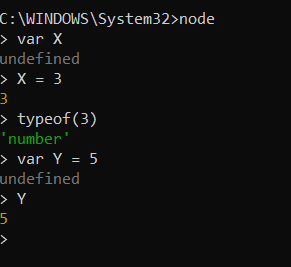 C:\WINDOWS\System32>node
> var X
undefined
> X = 3
3
> typeof(3)
'number'
> var Y = 5
undefined
> Y
5
>